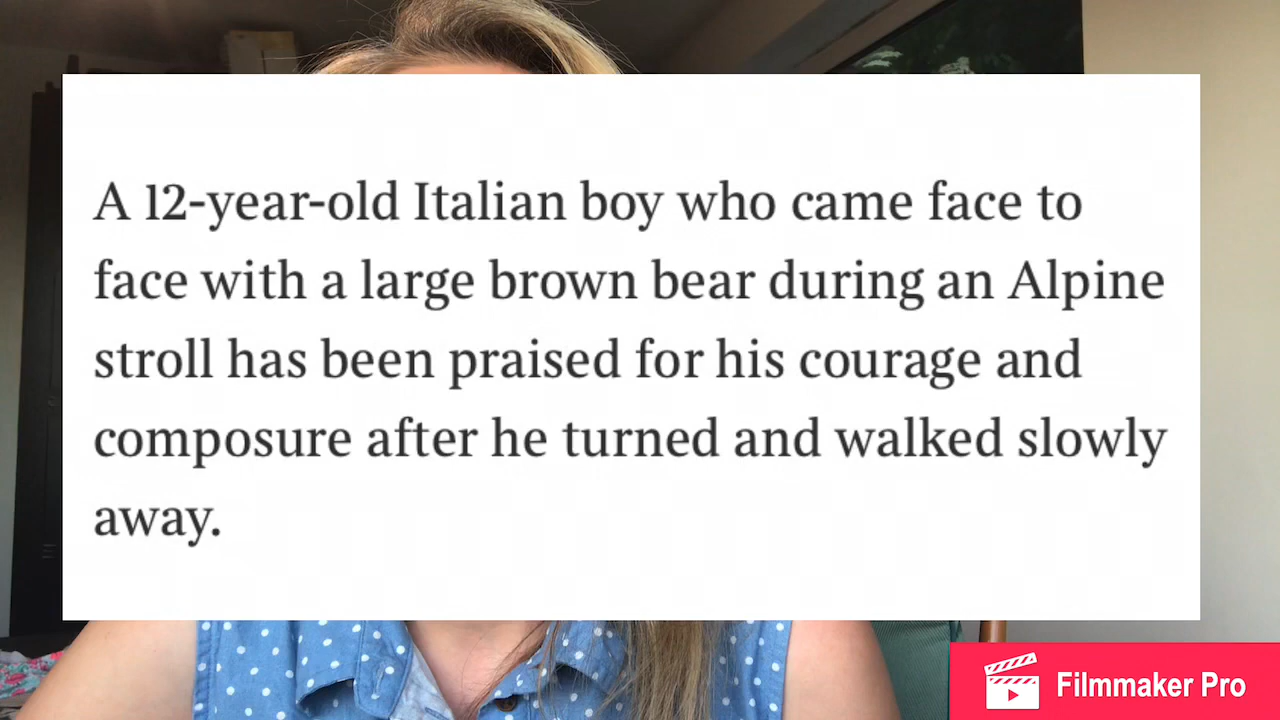 A 12-year-old Italian boy who came face to
face with a large brown bear during an Alpine
stroll has been praised for his courage and
composure after he turned and walked slowly
away.
Filmmaker Pro